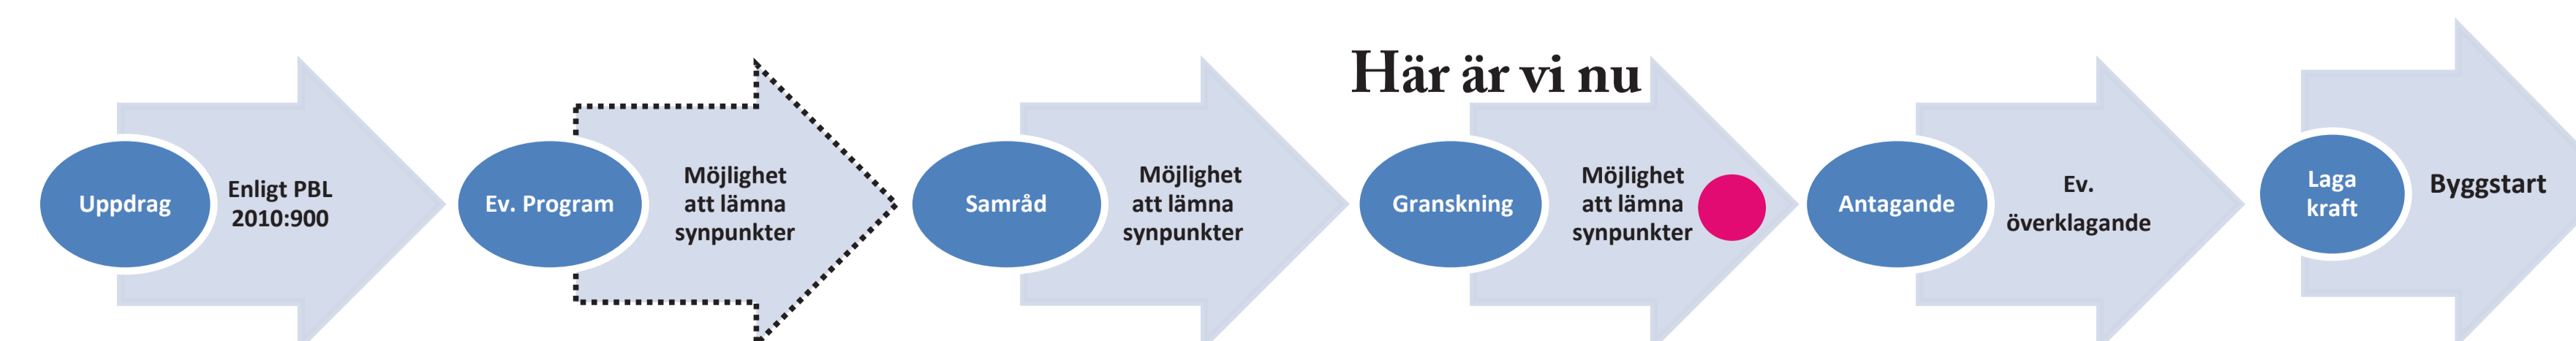 Här är vi nu
Uppdrag
Enligt PBL
2010:900
Ev. Program
Möjlighet
att lämna
synpunkter
Samråd
Möjlighet
att lämna
synpunkter
Granskning
Möjlighet
att lämna
synpunkter
Antagande
Ev.
överklagande
Laga
kraft
Byggstart